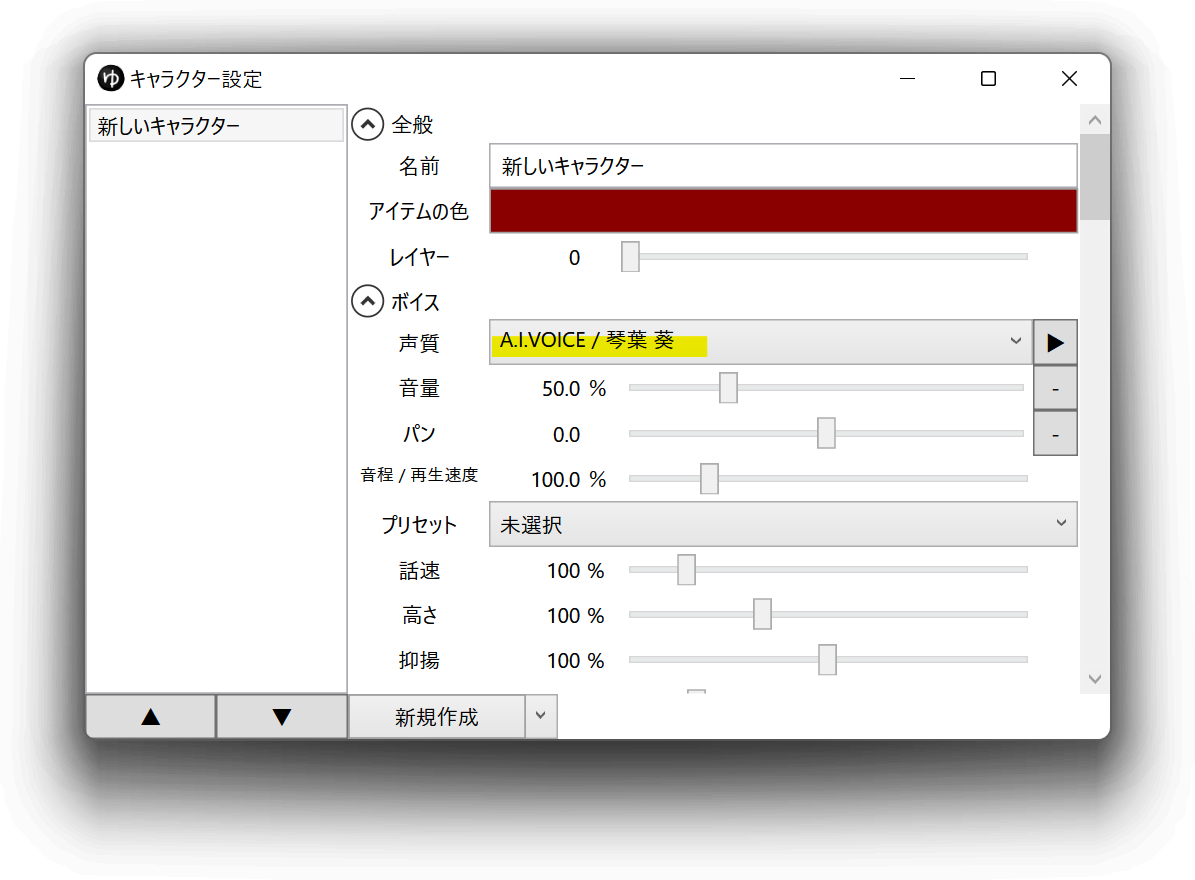 ゆ キャラクター設定
新しいキャラクター
全般
名前 新しいキャラクター
アイテムの色
レイヤー 0
ボイス
声質 A.I.VOICE / 琴葉 葵
音量 50.0 % -
パン 0.0 -
音程 / 再生速度 100.0 %
プリセット 未選択
話速 100 %
高さ 100 %
抑揚 100 %
▲ ▼ 新規作成